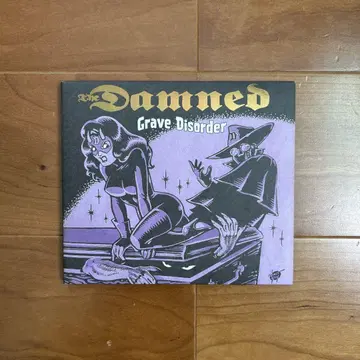 The Damned
Grave Disorder